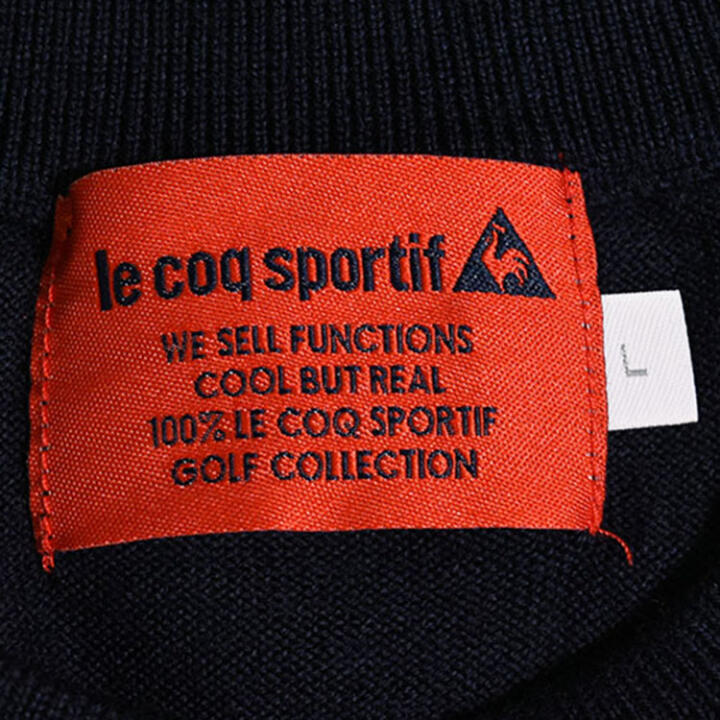 le coq sportif
WE SELL FUNCTIONS
COOL BUT REAL
100% LE COQ SPORTIF
GOLF COLLECTION
L